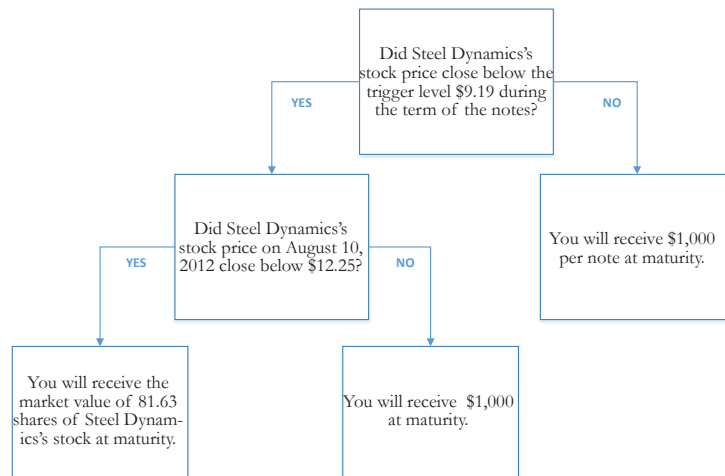 Did Steel Dynamics's
stock price close below the
trigger level $9.19 during
the term of the notes?
YES
NO
Did Steel Dynamics's
stock price on August 10,
2012 close below $12.25?
You will receive $1,000
per note at maturity.
YES
NO
You will receive the
market value of 81.63
shares of Steel Dynam-
ics's stock at maturity.
You will receive $1,000
at maturity.